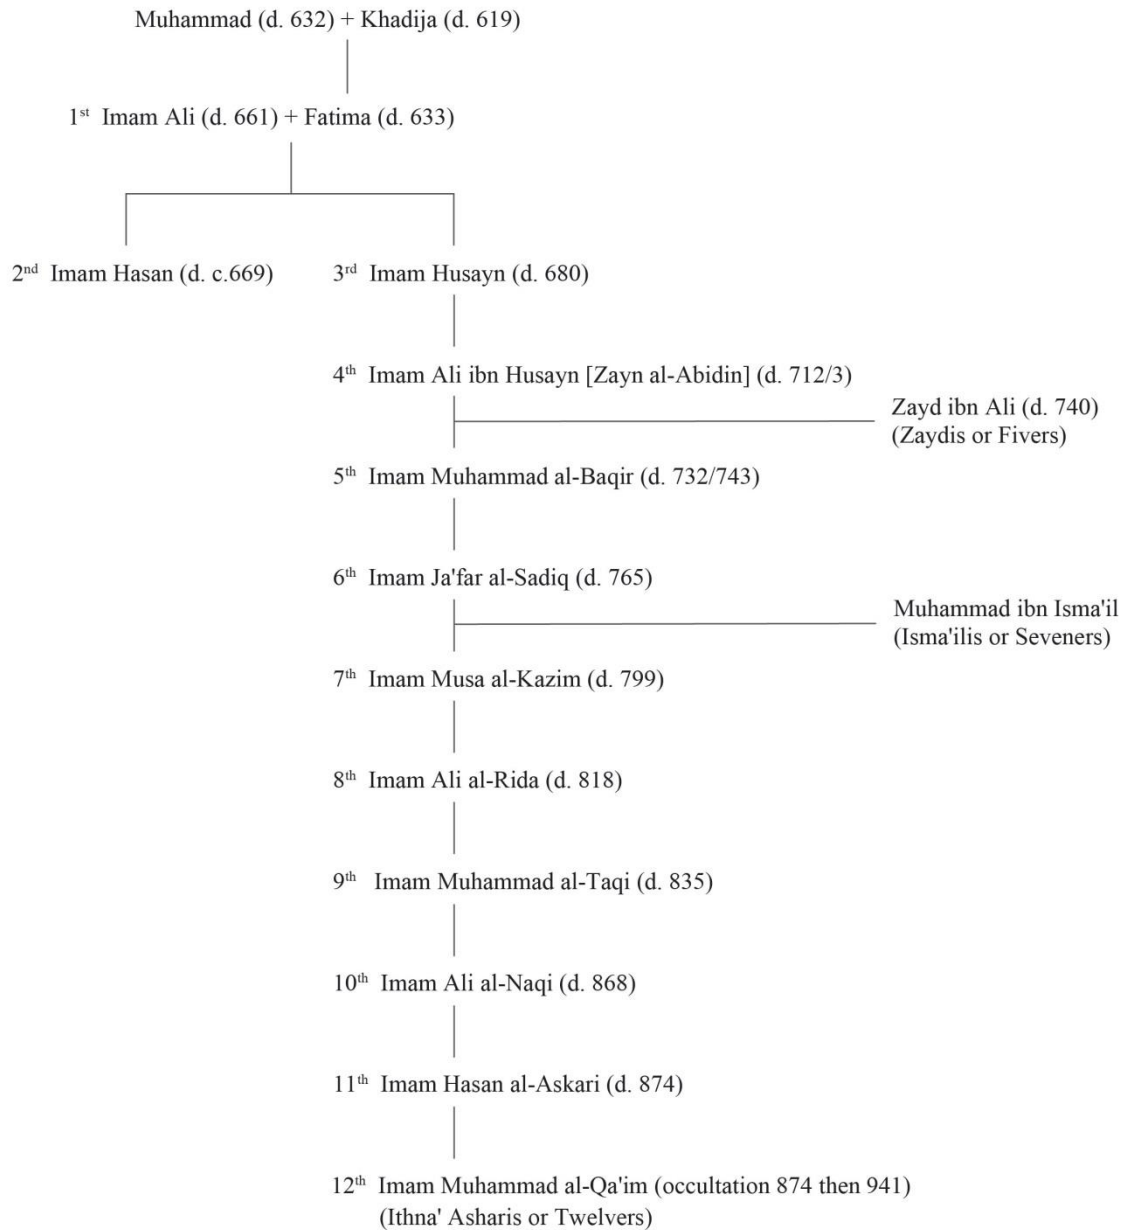 Muhammad (d. 632) + Khadija (d. 619)
1st Imam Ali (d. 661) + Fatima (d. 633)
2nd Imam Hasan (d. c.669)
3rd Imam Husayn (d. 680)
4th Imam Ali ibn Husayn [Zayn al-Abidin] (d. 712/3)
Zayd ibn Ali (d. 740)
(Zaydis or Fivers)
5th Imam Muhammad al-Baqir (d. 732/743)
6th Imam Ja'far al-Sadiq (d. 765)
Muhammad ibn Isma'il
(Isma'ilis or Seveners)
7th Imam Musa al-Kazim (d. 799)
8th Imam Ali al-Rida (d. 818)
9th Imam Muhammad al-Taqi (d. 835)
10th Imam Ali al-Naqi (d. 868)
11th Imam Hasan al-Askari (d. 874)
12th Imam Muhammad al-Qa'im (occultation 874 then 941)
(Ithna' Asharis or Twelvers)